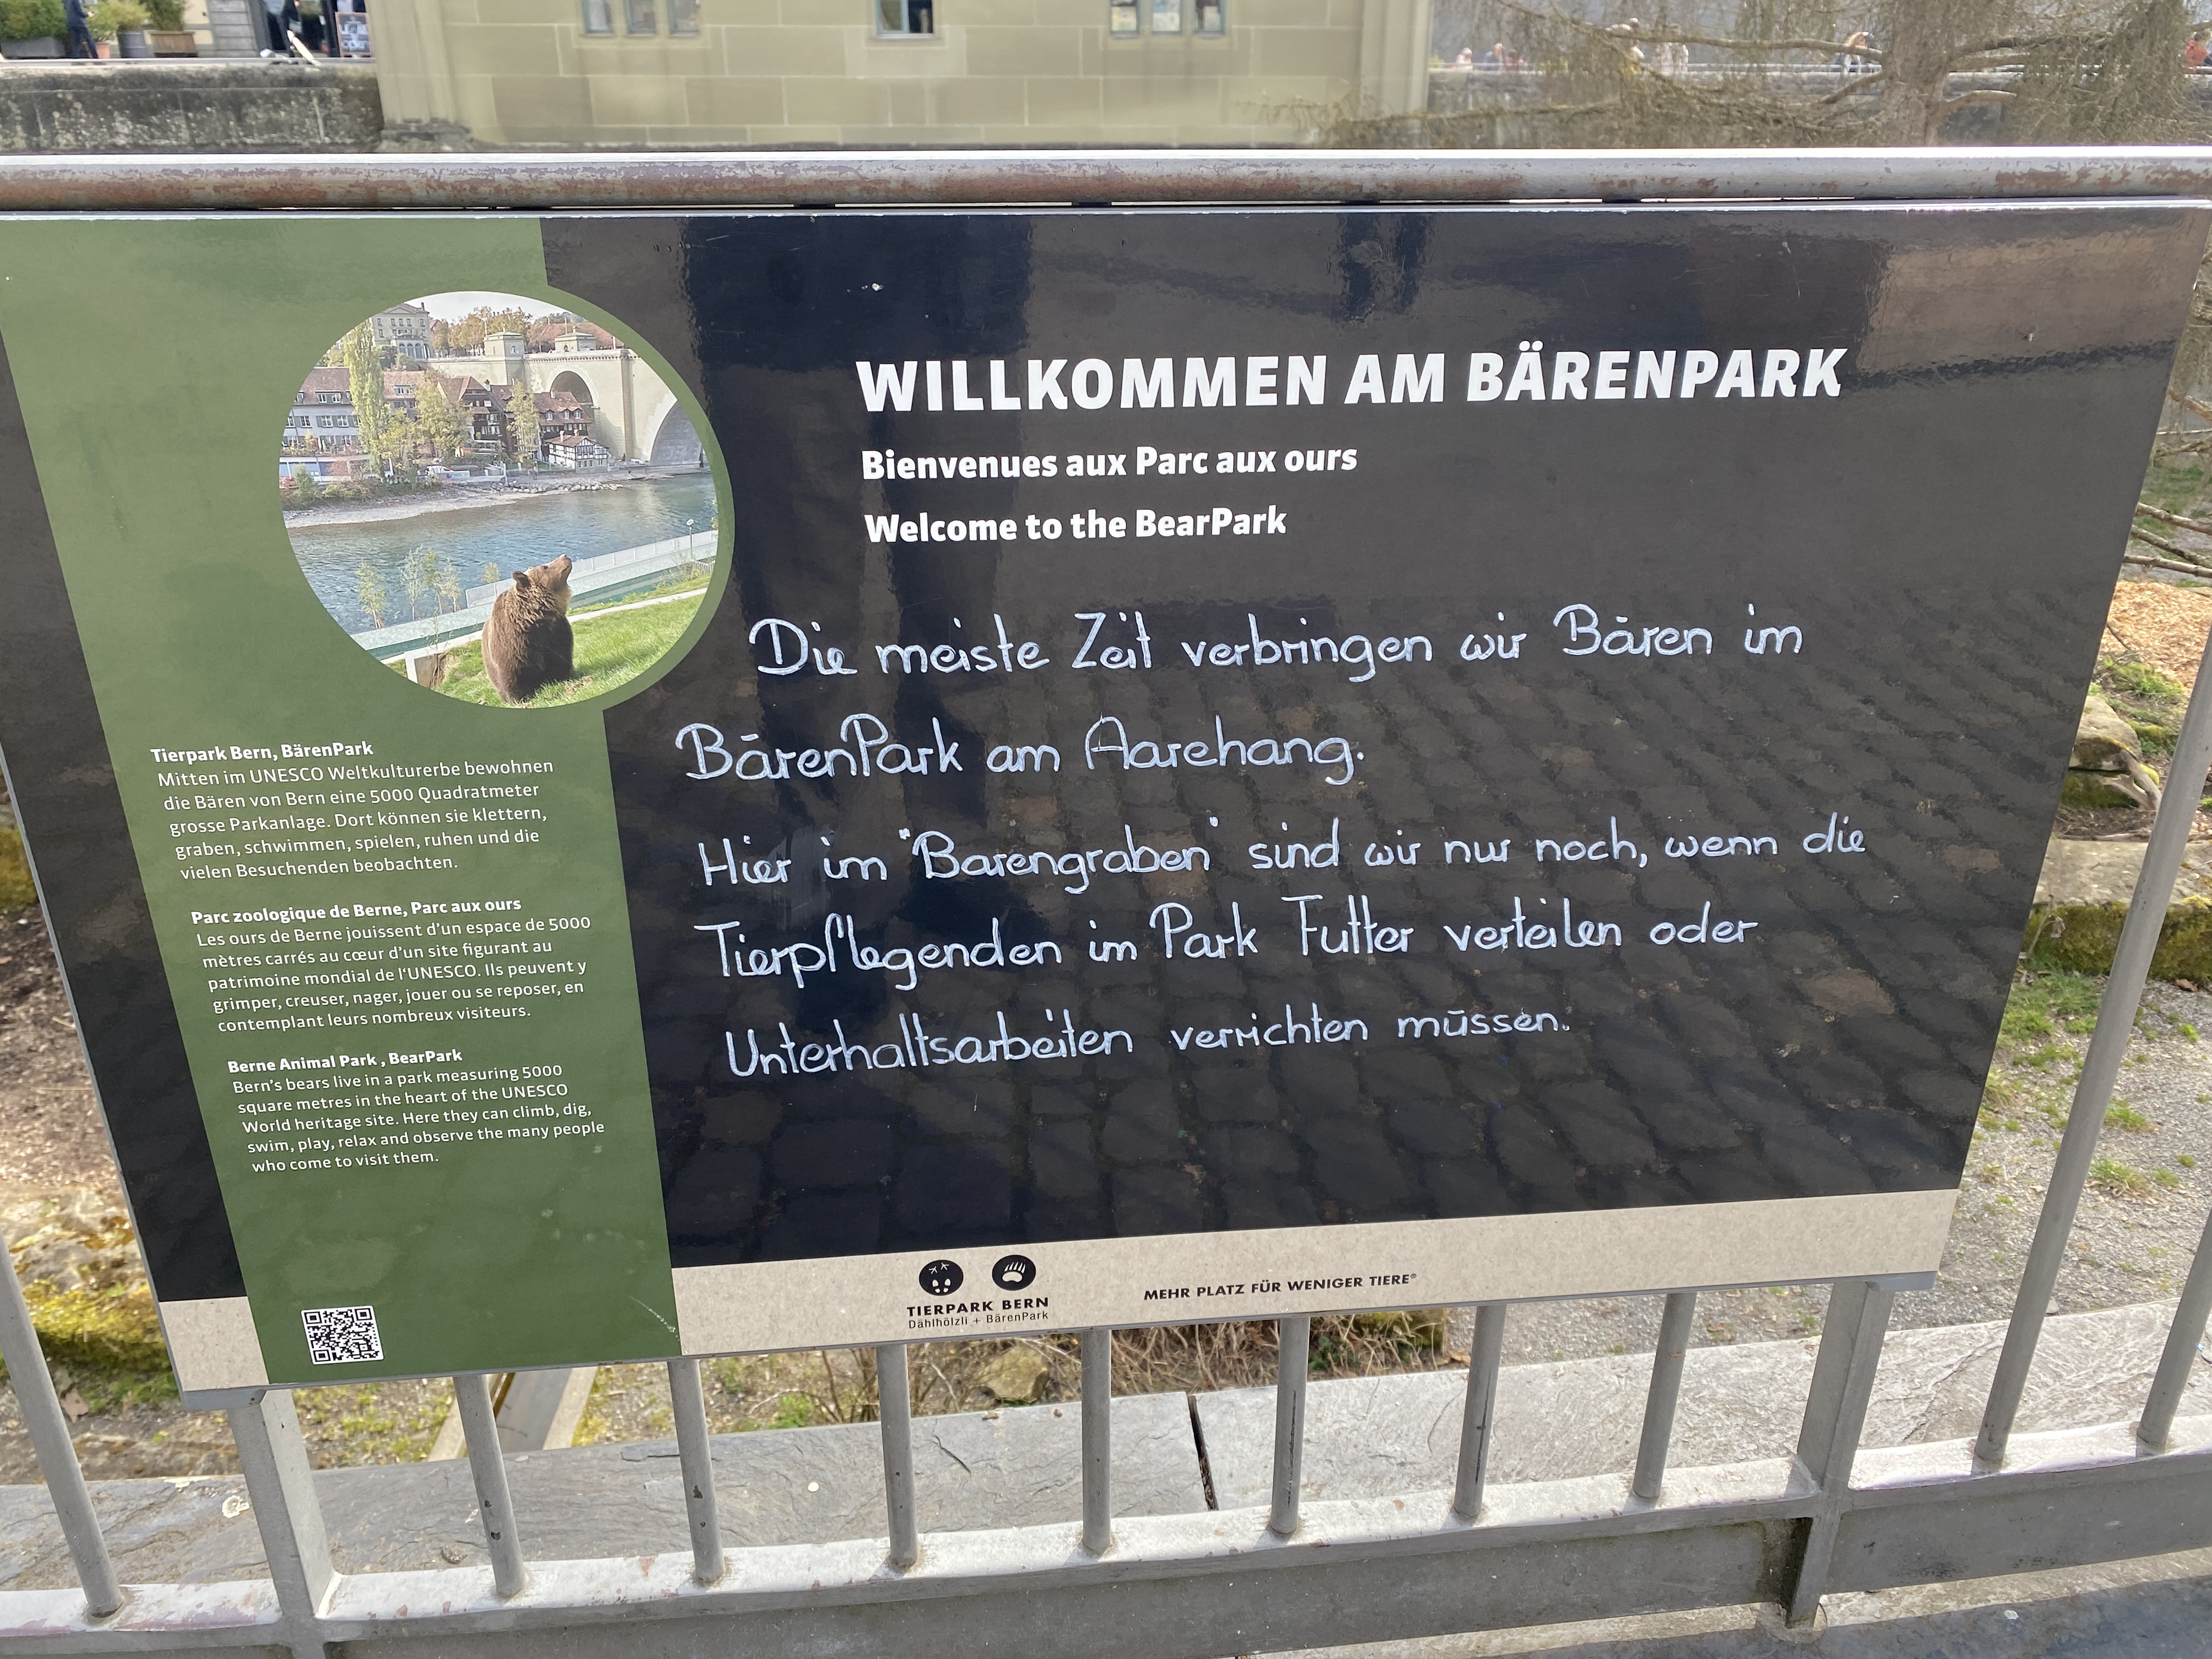 WILLKOMMEN AM BÄRENPARK
Bienvenues aux Parc aux ours
Welcome to the BearPark
Die meiste Zeit verbringen wir Bären im
BärenPark am Aarehang.
Hier im "Barengraben" sind wir nur noch, wenn die
Tierpflegenden im Park Futter verteilen oder
Unterhaltsarbeiten verrichten müssen.
Tierpark Bern, BärenPark
Mitten im UNESCO Weltkulturerbe bewohnen
die Bären von Bern eine 5000 Quadratmeter
grosse Parkanlage. Dort können sie klettern,
graben, schwimmen, spielen, ruhen und die
vielen Besuchenden beobachten.
Parc zoologique de Berne, Parc aux ours
Les ours de Berne jouissent d'un espace de 5000
mètres carrés au cœur d'un site figurant au
patrimoine mondial de l'UNESCO. Ils peuvent y
grimper, creuser, nager, jouer ou se reposer, en
contemplant leurs nombreux visiteurs.
Berne Animal Park , BearPark
Bern's bears live in a park measuring 5000
square metres in the heart of the UNESCO
World heritage site. Here they can climb, dig,
swim, play, relax and observe the many people
who come to visit them.
TIERPARK BERN
Dählhölzli + BärenPark
MEHR PLATZ FÜR WENIGER TIERE®